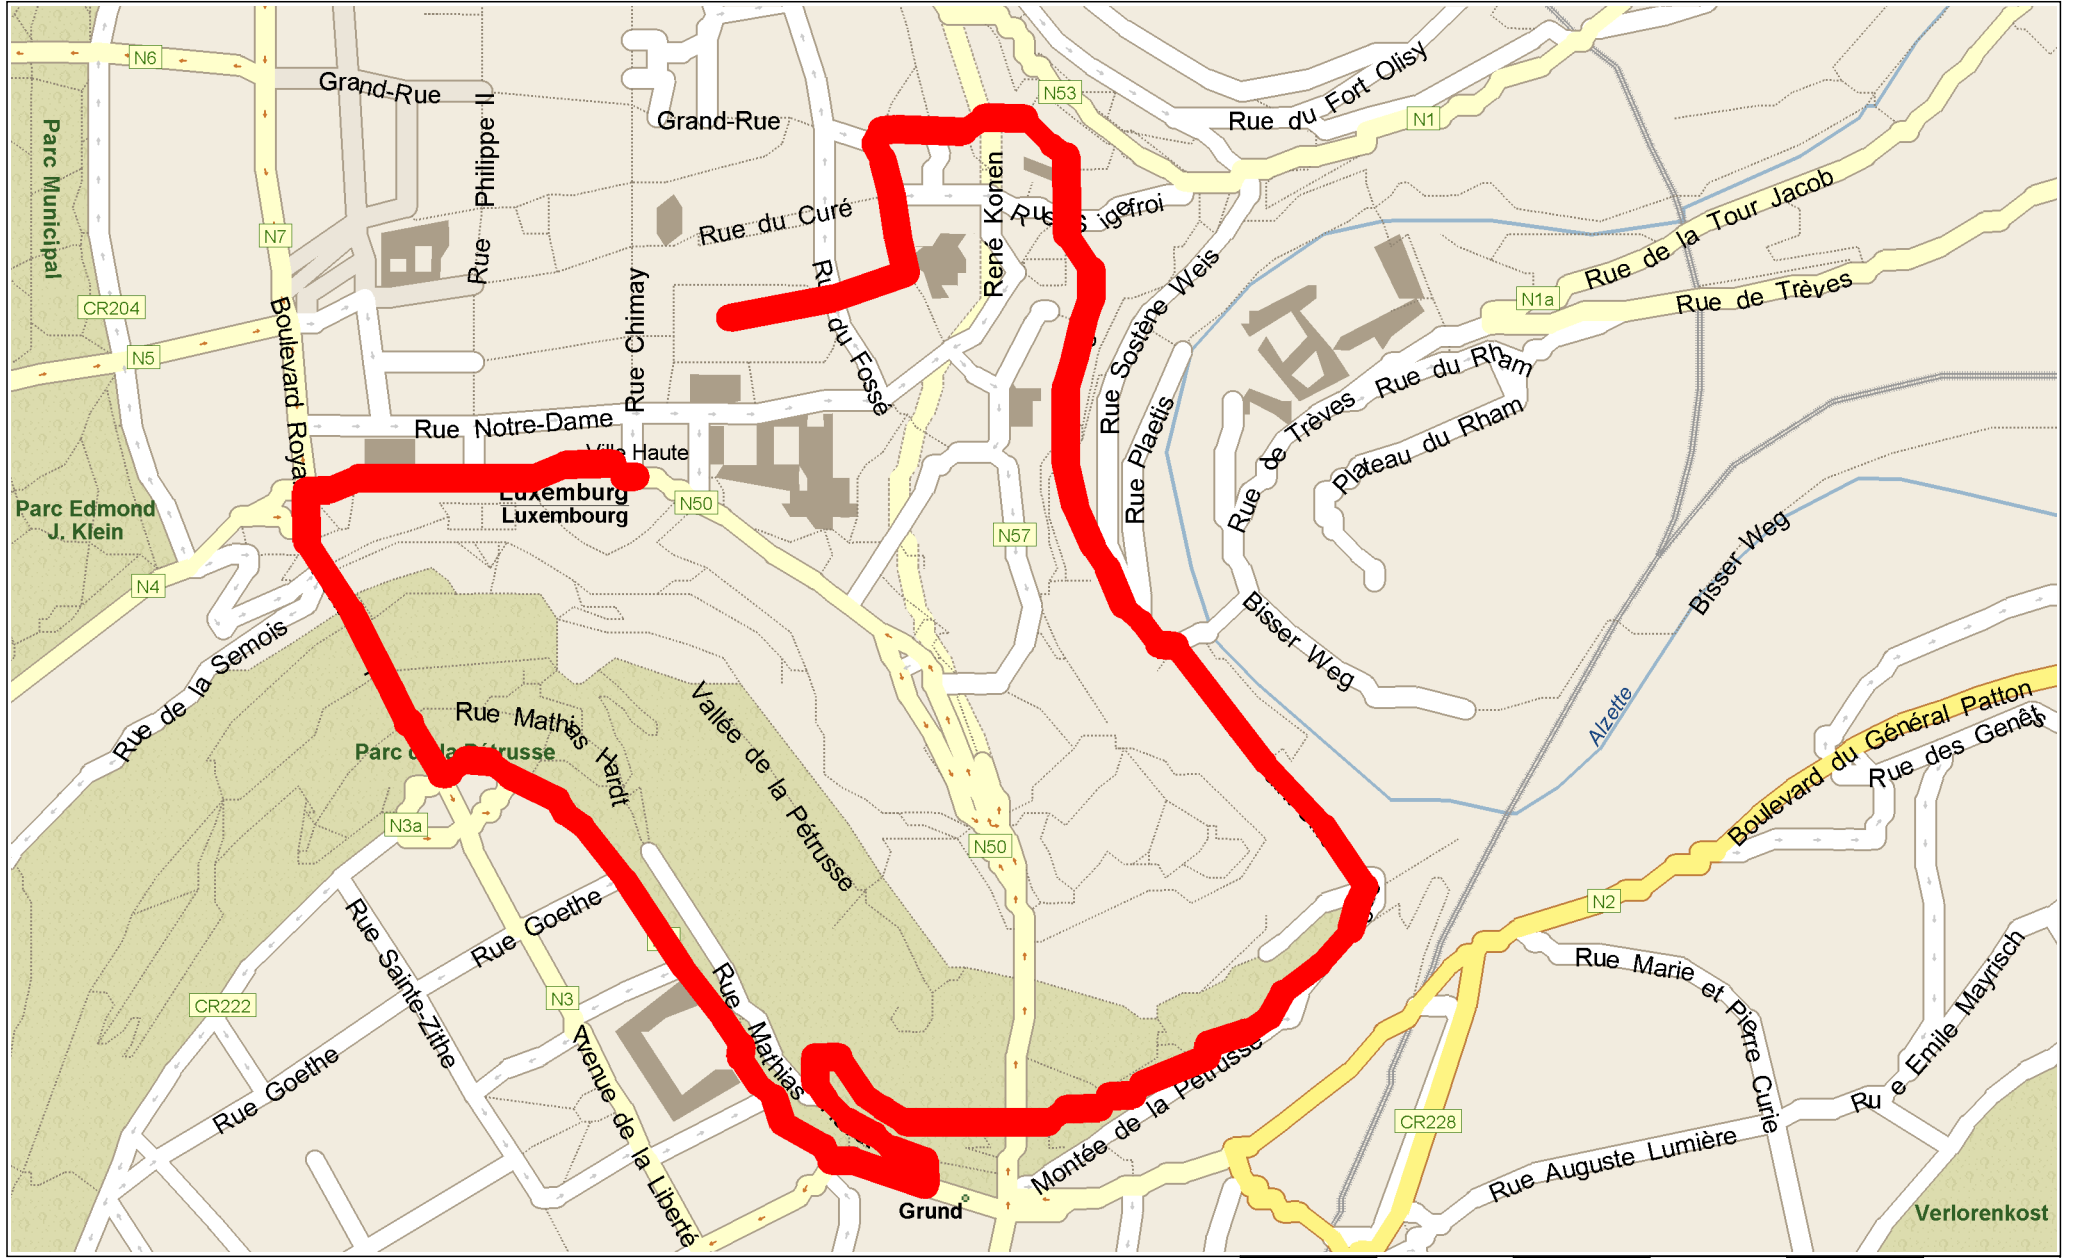 N6
Grand-Rue
N53
Rue du Fort Olisy
N1
Grand-Rue
Parc Municipal
Rue Philippe II
René Konen
Rue de la Tour Jacob
N7
Rue du Curé
CR204
N1a
Rue de Trèves
Boulevard Royal
Rue Chimay
du Fossé
Rue Sostène Weis
N5
Rue du Rham
Rue Notre-Dame
Rue Plaetis
Rue de Trèves
Plateau du Rham
Haute
Parc Edmond
J. Klein
Luxemburg
Luxembourg
N50
N57
Bisser Weg
N4
Bisser Weg
Rue de la Semois
Vallée de la Pétrusse
Alzette
Boulevard du Général Patton
Rue des Genêts
Rue Mathias Hardt
Parc de la Pétrusse
N3a
N50
N2
Rue Goethe
Rue Sainte-Zithe
Rue Marie et Pierre Curie
Rue Emile Mayrisch
CR222
N3
Rue Mathias
Avenue de la Liberté
Rue Goethe
Montée de la Pétrusse
CR228
Rue Auguste Lumière
Grund
Verlorenkost